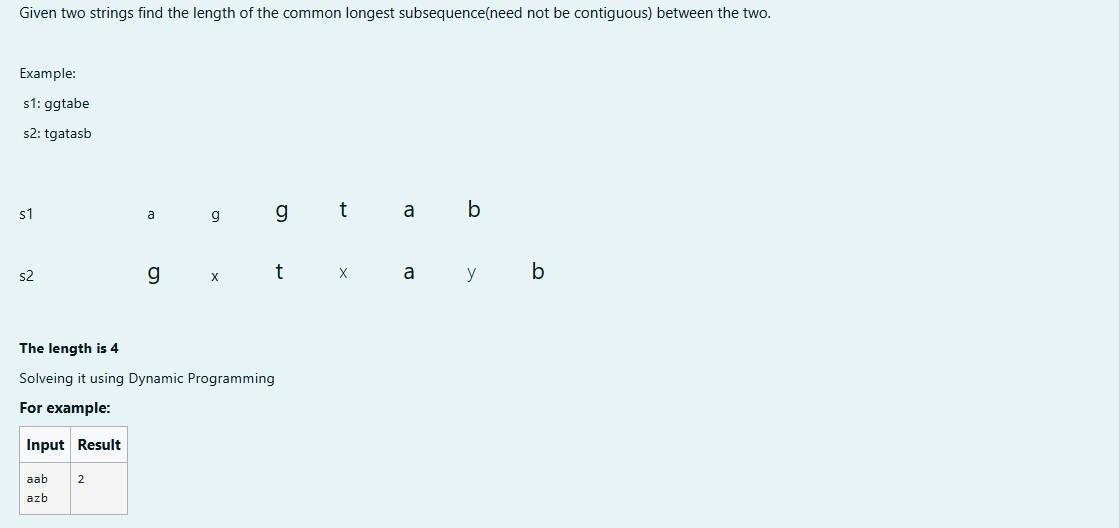 Given two strings find the length of the common longest subsequence(need not be contiguous) between the two.
Example:
s1: ggtabe
s2: tgatasb
s1 a g g t a b
s2 g x t x a y b
The length is 4
Solveing it using Dynamic Programming
For example:
Input Result
aab 2
azb